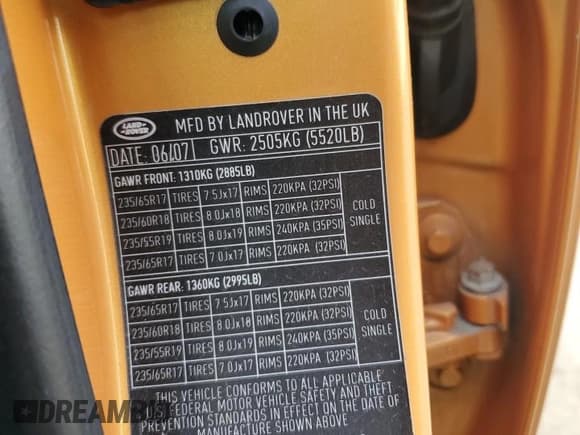 LAND-ROVER MFD BY LANDROVER IN THE UK
DATE: 06/07 GWR: 2505KG (5520LB)
GAWR FRONT: 1310KG (2885LB)
235/65R17 TIRES 7.5Jx17 RIMS 220KPA (32PSI)
235/60R18 TIRES 8.0Jx18 RIMS 220KPA (32PSI)
235/55R19 TIRES 8.0Jx19 RIMS 240KPA (35PSI)
235/65R17 TIRES 7.0Jx17 RIMS 220KPA (32PSI)
COLD
SINGLE
GAWR REAR: 1360KG (2995LB)
235/65R17 TIRES 7.5Jx17 RIMS 220KPA (32PSI)
235/60R18 TIRES 8.0Jx18 RIMS 220KPA (32PSI)
235/55R19 TIRES 8.0Jx19 RIMS 240KPA (35PSI)
235/65R17 TIRES 7.0Jx17 RIMS 220KPA (32PSI)
COLD
SINGLE
THIS VEHICLE CONFORMS TO ALL APPLICABLE
U.S. FEDERAL MOTOR VEHICLE SAFETY AND THEFT
PREVENTION STANDARDS IN EFFECT ON THE DATE OF
MANUFACTURE SHOWN ABOVE
DREAMBI